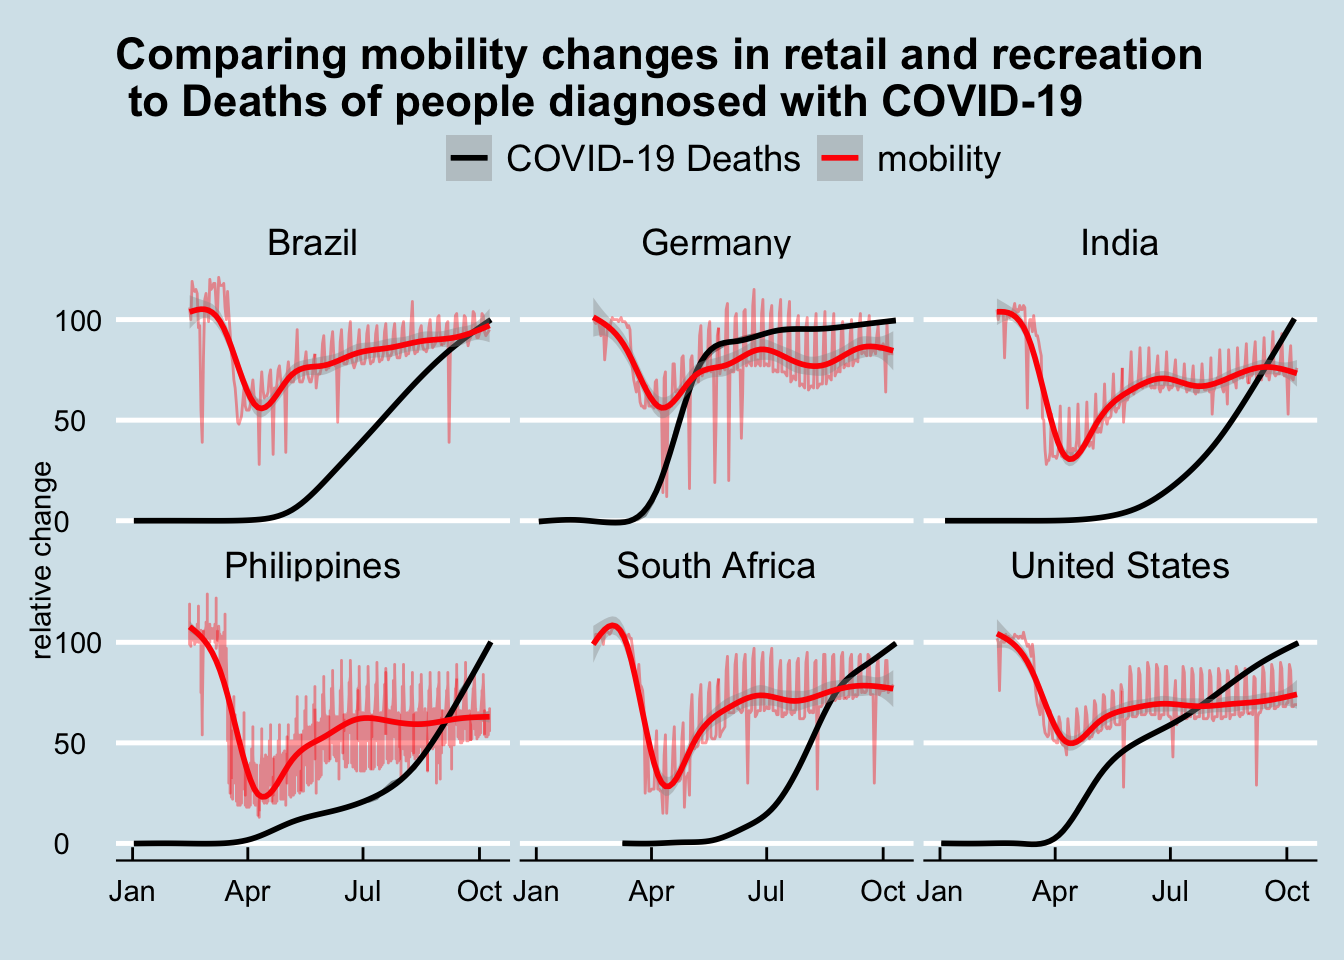 Comparing mobility changes in retail and recreation
to Deaths of people diagnosed with COVID-19
COVID-19 Deaths mobility
Brazil Germany India
100
50
0
relative change
Philippines South Africa United States
100
50
0
Jan Apr Jul Oct Jan Apr Jul Oct Jan Apr Jul Oct